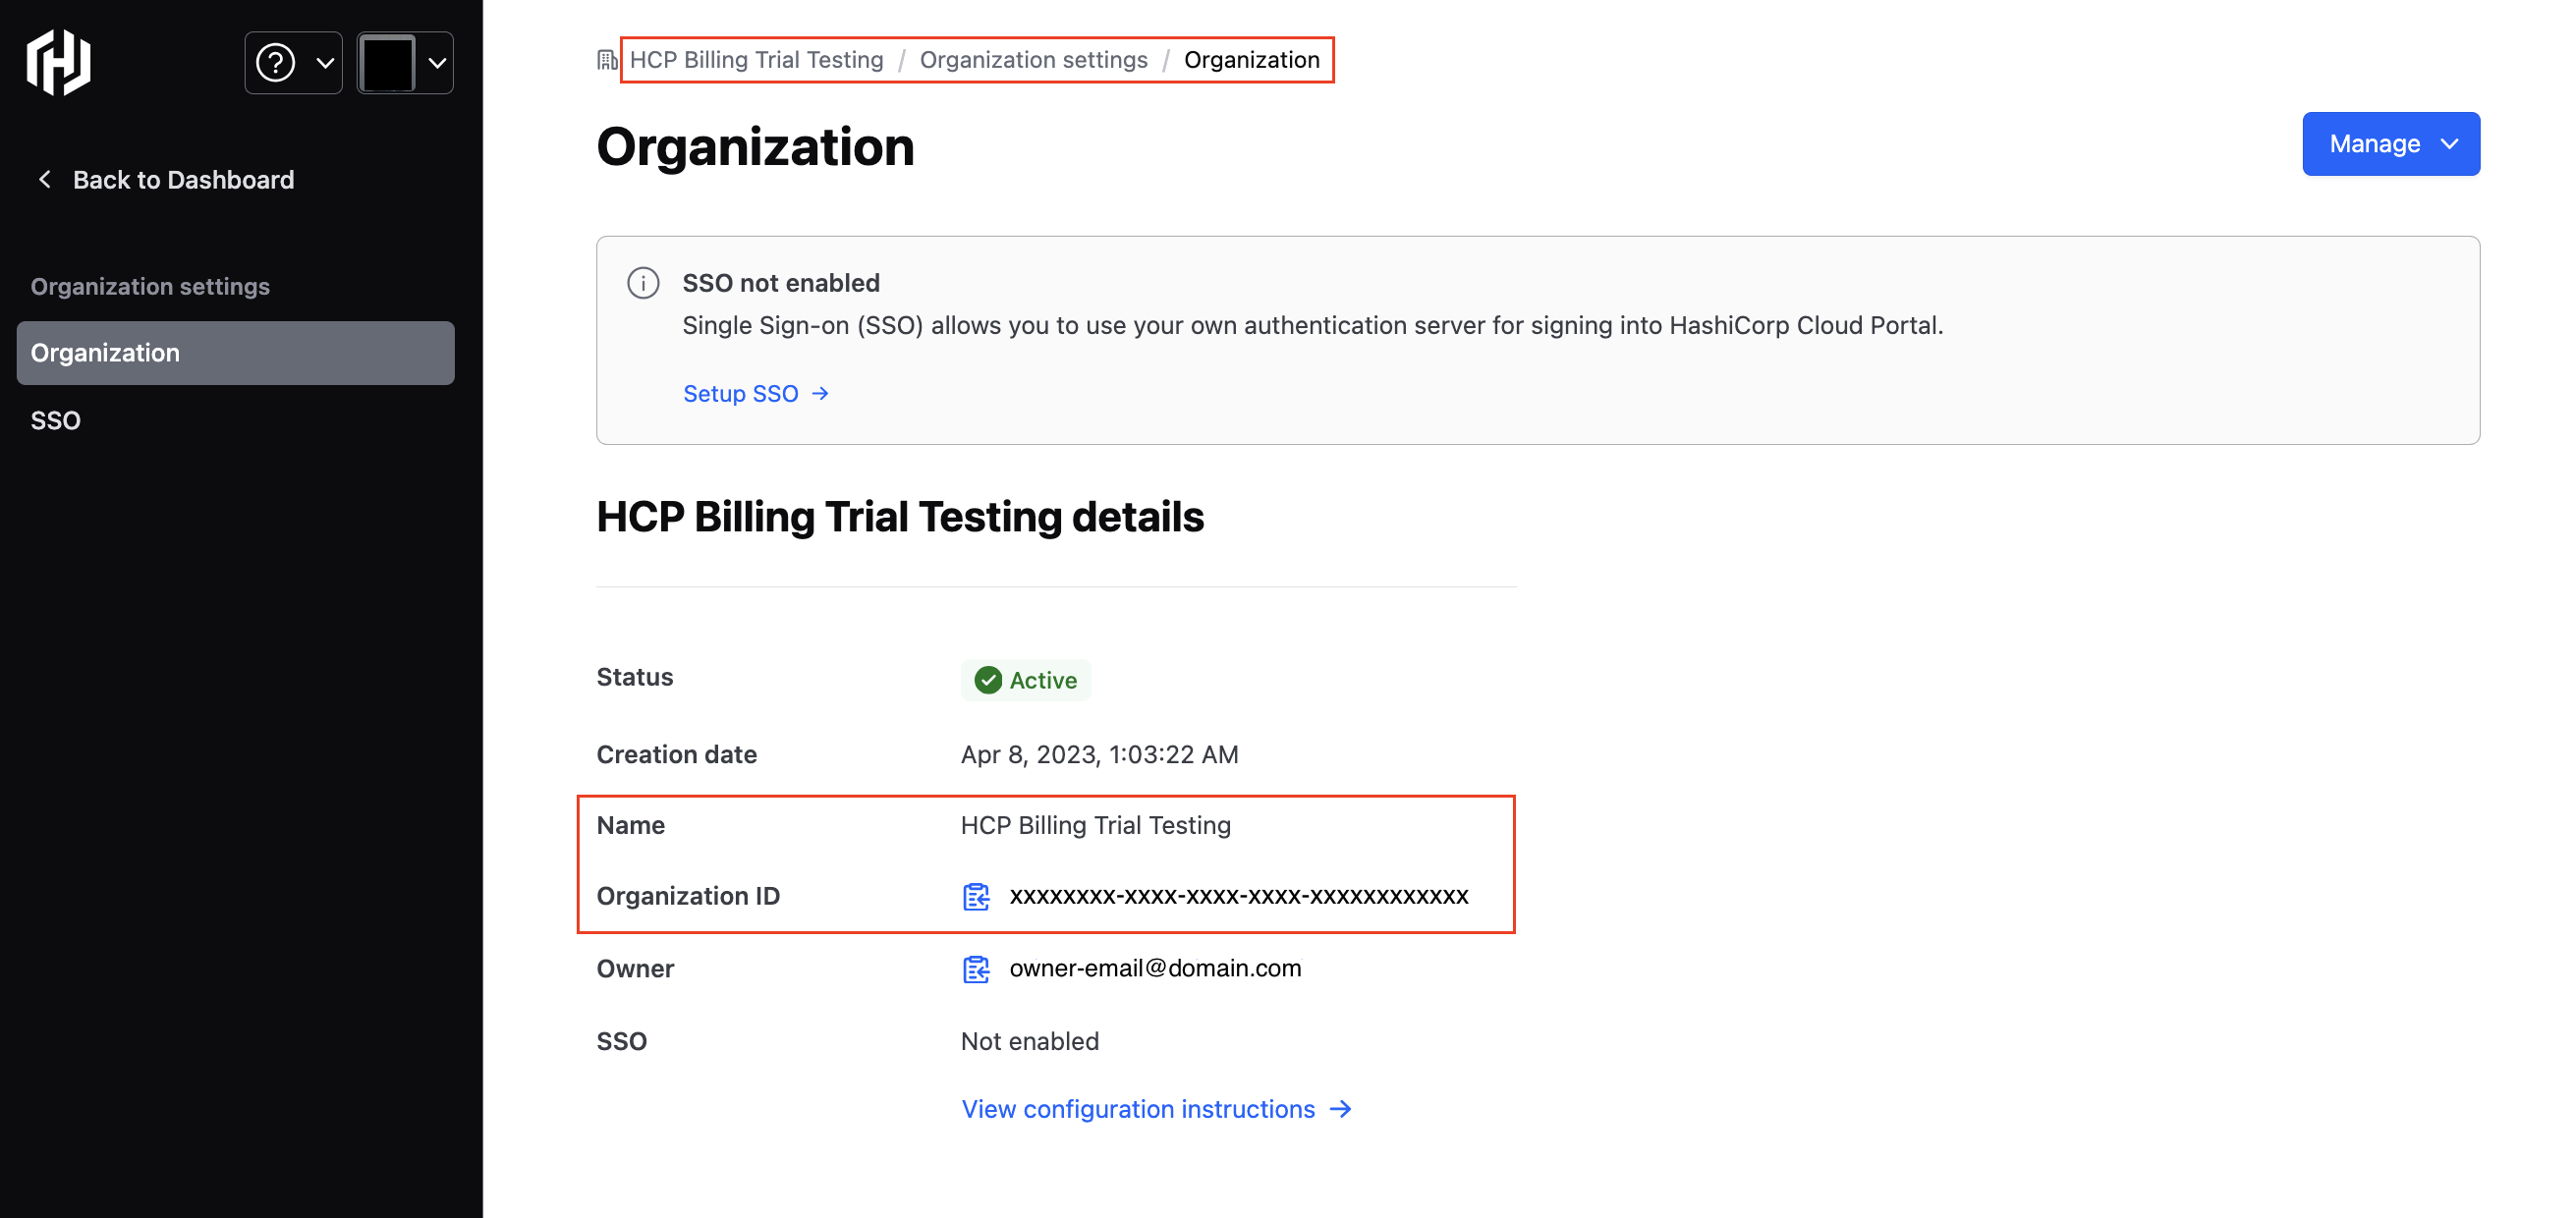 Back to Dashboard
Organization settings
Organization
SSO
HCP Billing Trial Testing / Organization settings / Organization
Organization
Manage
SSO not enabled
Single Sign-on (SSO) allows you to use your own authentication server for signing into HashiCorp Cloud Portal.
Setup SSO →
HCP Billing Trial Testing details
Status Active
Creation date Apr 8, 2023, 1:03:22 AM
Name HCP Billing Trial Testing
Organization ID xxxxxxxx-xxxx-xxxx-xxxx-xxxxxxxxxxxx
Owner owner-email@domain.com
SSO Not enabled
View configuration instructions →